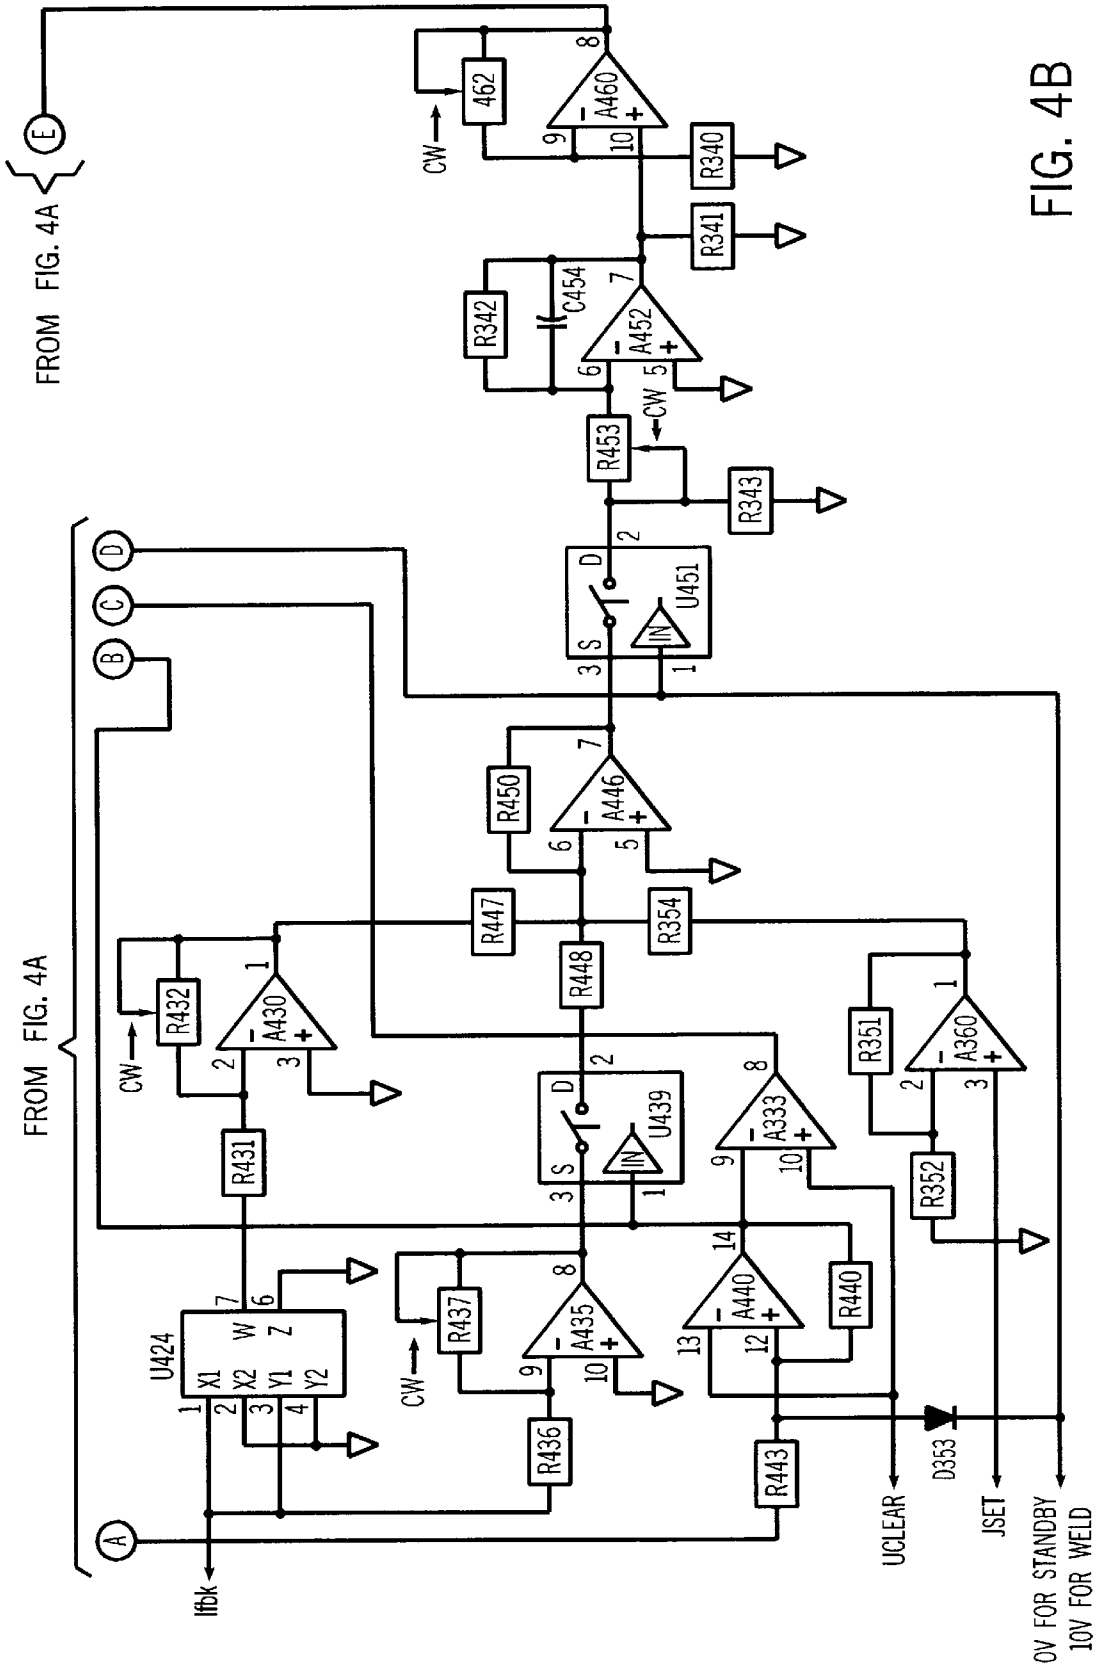 FROM FIG. 4A
FROM FIG. 4A
A
B
C
D
E
Ifbk
U424
1 X1
2 X2
3 Y1
4 Y2
W 7
Z 6
R431
CW
R432
2
−
A430
3
+
1
R436
CW
R437
9
−
A435
10
+
8
3
S
D
2
IN
1
U439
R447
R448
R354
R450
6
−
A446
5
+
7
3
S
D
2
IN
1
U451
R343
R453
CW
R342
C454
6
−
A452
5
+
7
R341
R340
CW
462
9
−
A460
10
+
8
R443
13
−
A440
12
+
14
R440
9
−
A333
10
+
8
R352
R351
2
−
A360
3
+
1
UCLEAR
D353
JSET
0V FOR STANDBY
10V FOR WELD
FIG. 4B